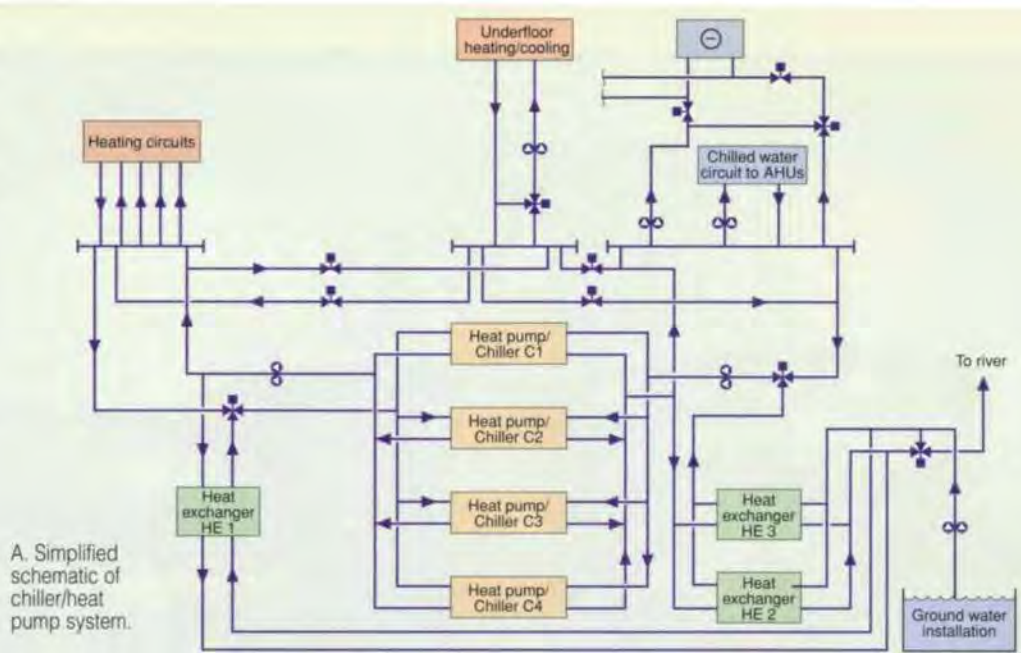 Underfloor
heating/cooling
Heating circuits
Chilled water
circuit to AHUs
Heat pump/
Chiller C1
To river
Heat pump/
Chiller C2
Heat
exchanger
HE 1
Heat pump/
Chiller C3
Heat
exchanger
HE 3
A. Simplified
schematic of
chiller/heat
pump system.
Heat pump/
Chiller C4
Heat
exchanger
HE 2
Ground water
installation